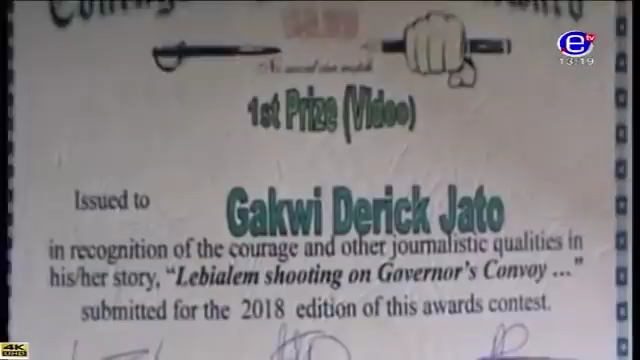 etv
13:19
1st Prize (Video)
Issued to Gakwi Derick Jato
in recognition of the courage and other journalistic qualities in
his/her story, "Lebialem shooting on Governor's Convoy ..."
submitted for the 2018 edition of this awards contest.
4K
UHD